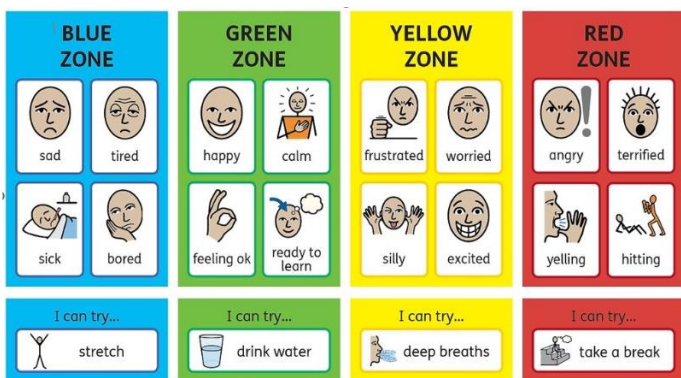 BLUE
ZONE
sad
tired
sick
bored
I can try...
stretch
GREEN
ZONE
happy
calm
feeling ok
ready to
learn
I can try...
drink water
YELLOW
ZONE
frustrated
worried
silly
excited
I can try...
deep breaths
RED
ZONE
angry
terrified
yelling
hitting
I can try...
take a break